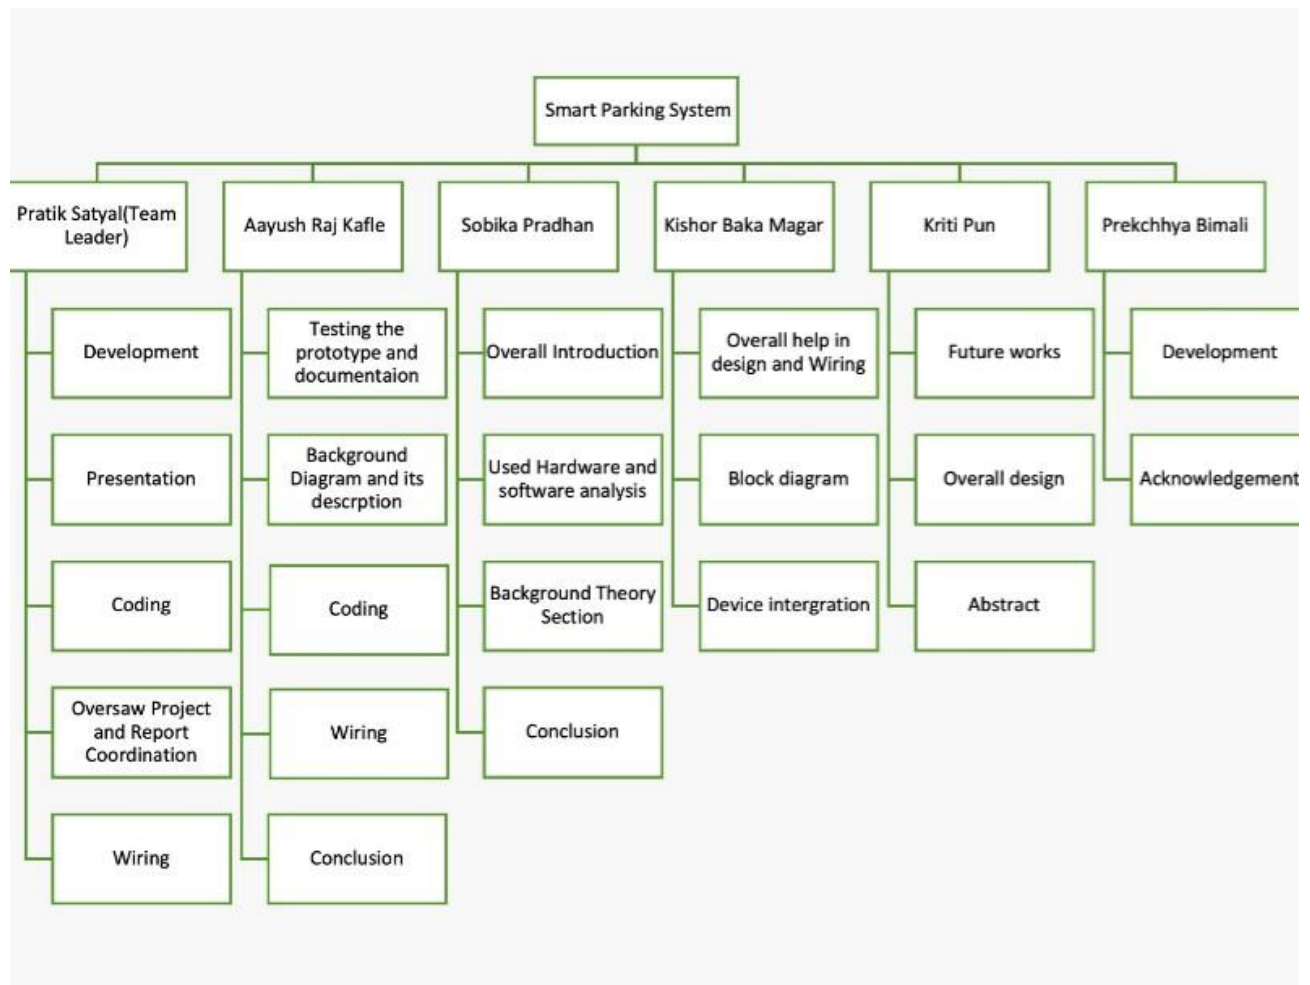 Smart Parking System
Pratik Satyal(Team
Leader)
Aayush Raj Kafle
Sobika Pradhan
Kishor Baka Magar
Kriti Pun
Prekchhya Bimali
Development
Testing the
prototype and
documentaion
Overall Introduction
Overall help in
design and Wiring
Future works
Development
Presentation
Background
Diagram and its
descrption
Used Hardware and
software analysis
Block diagram
Overall design
Acknowledgement
Coding
Coding
Background Theory
Section
Device intergration
Abstract
Oversaw Project
and Report
Coordination
Wiring
Conclusion
Wiring
Conclusion